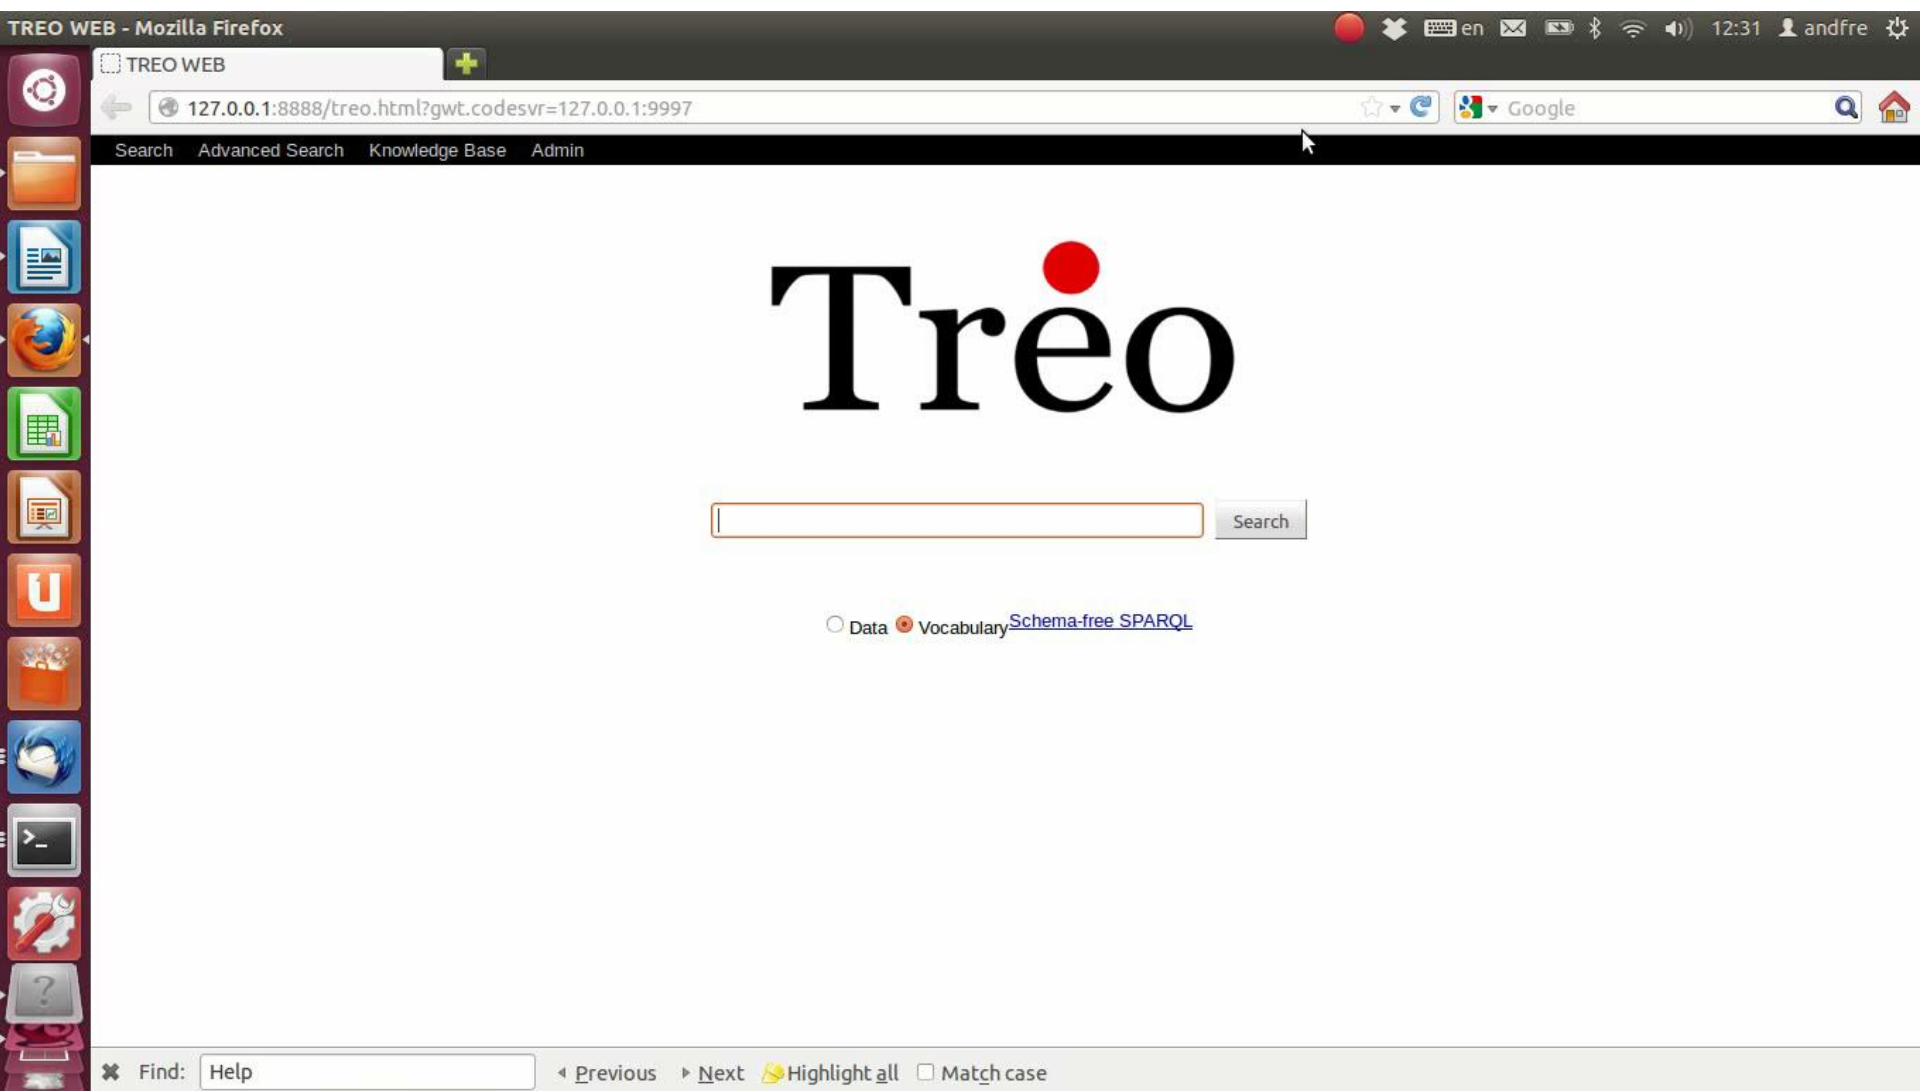 TREO WEB - Mozilla Firefox
en
12:31
andfre
TREO WEB
127.0.0.1:8888/treo.html?gwt.codesvr=127.0.0.1:9997
Google
Search Advanced Search Knowledge Base Admin
Treo
Search
Data Vocabulary Schema-free SPARQL
Find: Help Previous Next Highlight all Match case